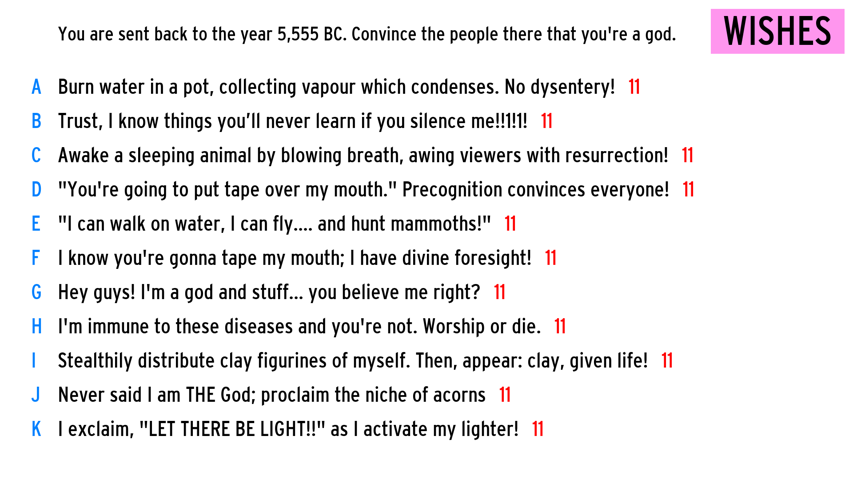 You are sent back to the year 5,555 BC. Convince the people there that you're a god.
WISHES
A Burn water in a pot, collecting vapour which condenses. No dysentery! 11
B Trust, I know things you’ll never learn if you silence me!!1!1! 11
C Awake a sleeping animal by blowing breath, awing viewers with resurrection! 11
D "You're going to put tape over my mouth." Precognition convinces everyone! 11
E "I can walk on water, I can fly.... and hunt mammoths!" 11
F I know you're gonna tape my mouth; I have divine foresight! 11
G Hey guys! I'm a god and stuff... you believe me right? 11
H I'm immune to these diseases and you're not. Worship or die. 11
I Stealthily distribute clay figurines of myself. Then, appear: clay, given life! 11
J Never said I am THE God; proclaim the niche of acorns 11
K I exclaim, "LET THERE BE LIGHT!!" as I activate my lighter! 11